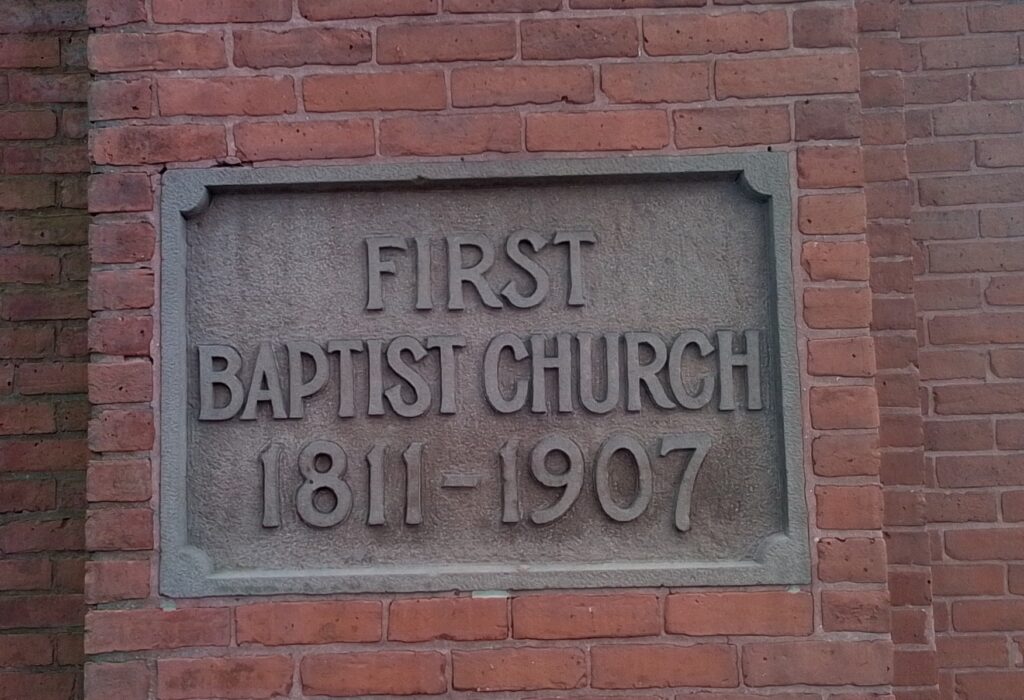 FIRST
BAPTIST CHURCH
1811-1907